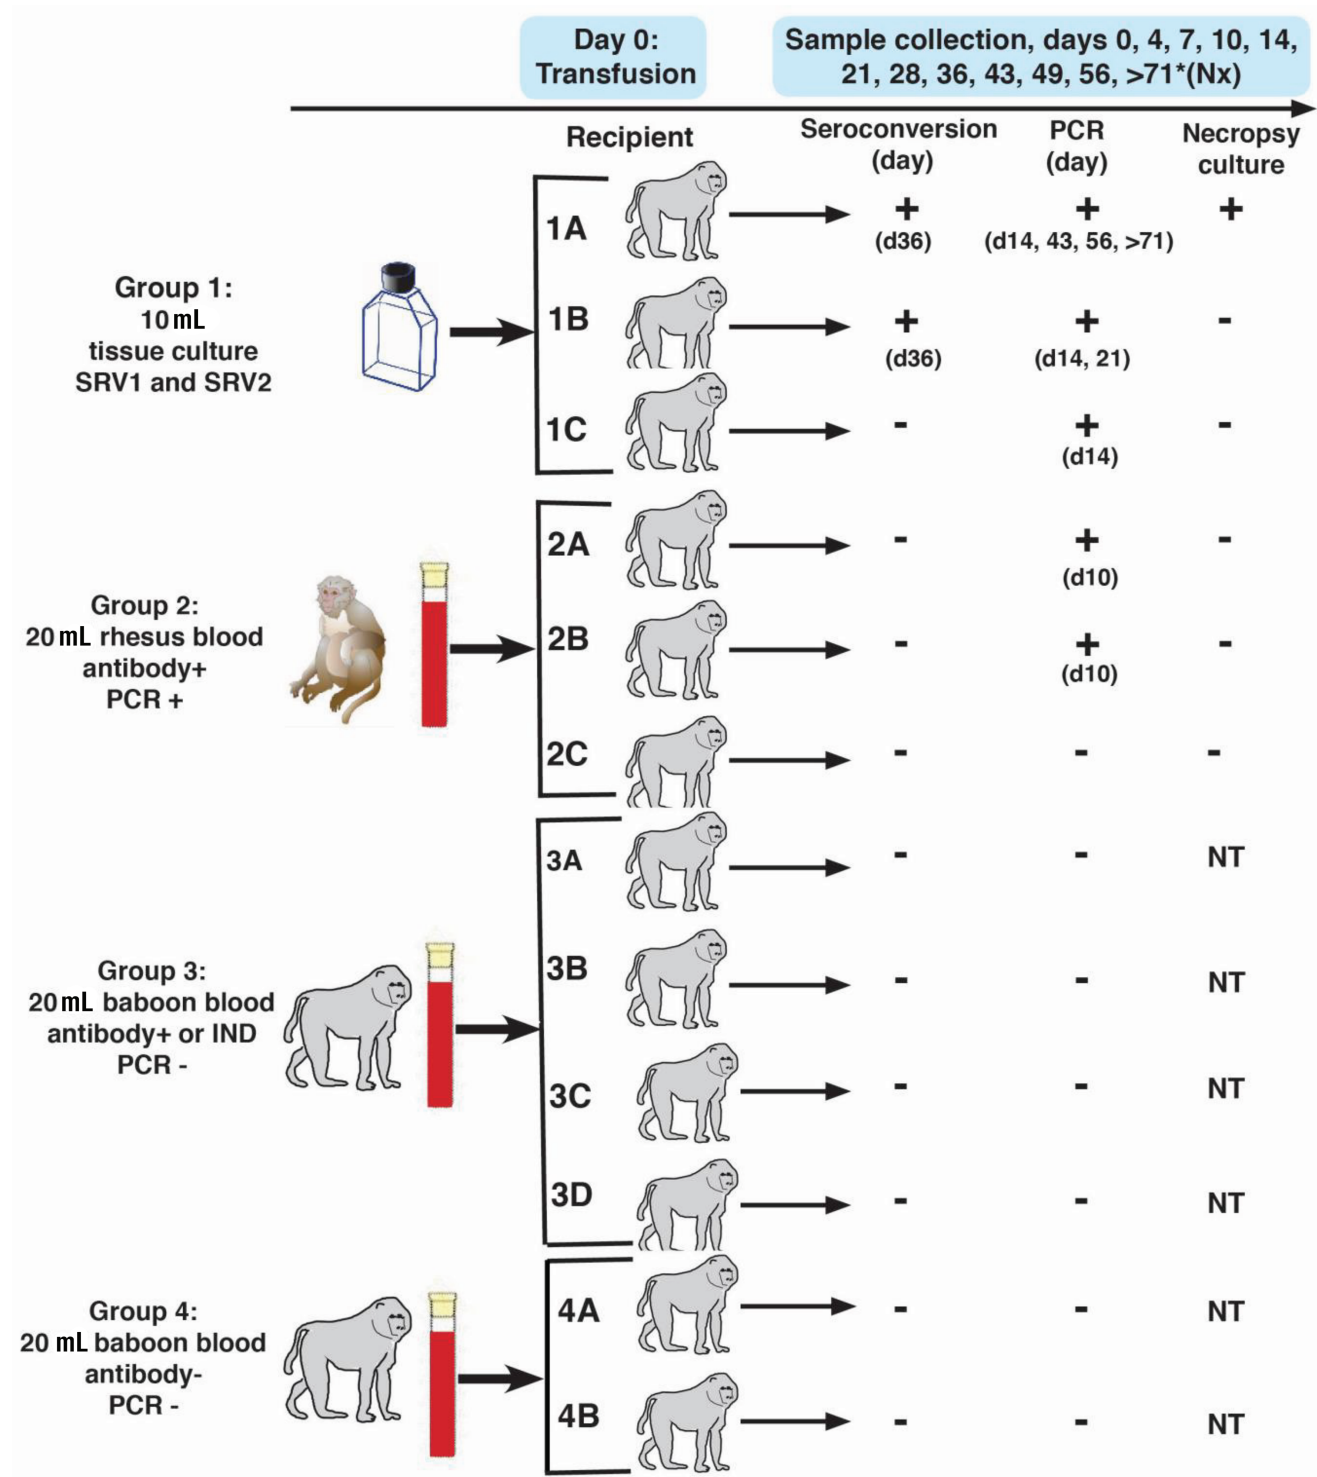 Day 0:
Transfusion
Sample collection, days 0, 4, 7, 10, 14,
21, 28, 36, 43, 49, 56, >71*(Nx)
Recipient
Seroconversion
(day)
PCR
(day)
Necropsy
culture
Group 1:
10 mL
tissue culture
SRV1 and SRV2
1A
+
(d36)
+
(d14, 43, 56, >71)
+
1B
+
(d36)
+
(d14, 21)
-
1C
-
+
(d14)
-
Group 2:
20 mL rhesus blood
antibody+
PCR +
2A
-
+
(d10)
-
2B
-
+
(d10)
-
2C
-
-
-
Group 3:
20 mL baboon blood
antibody+ or IND
PCR -
3A
-
-
NT
3B
-
-
NT
3C
-
-
NT
3D
-
-
NT
Group 4:
20 mL baboon blood
antibody-
PCR -
4A
-
-
NT
4B
-
-
NT